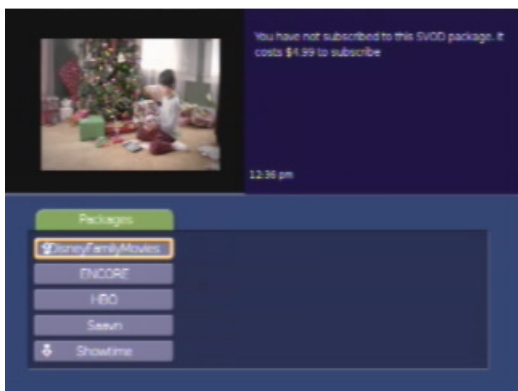 You have not subscribed to this SVOD package. It
costs $4.99 to subscribe
12:36 pm
Packages
DisneyFamilyMovies
ENCORE
HBO
Saavn
Showtime